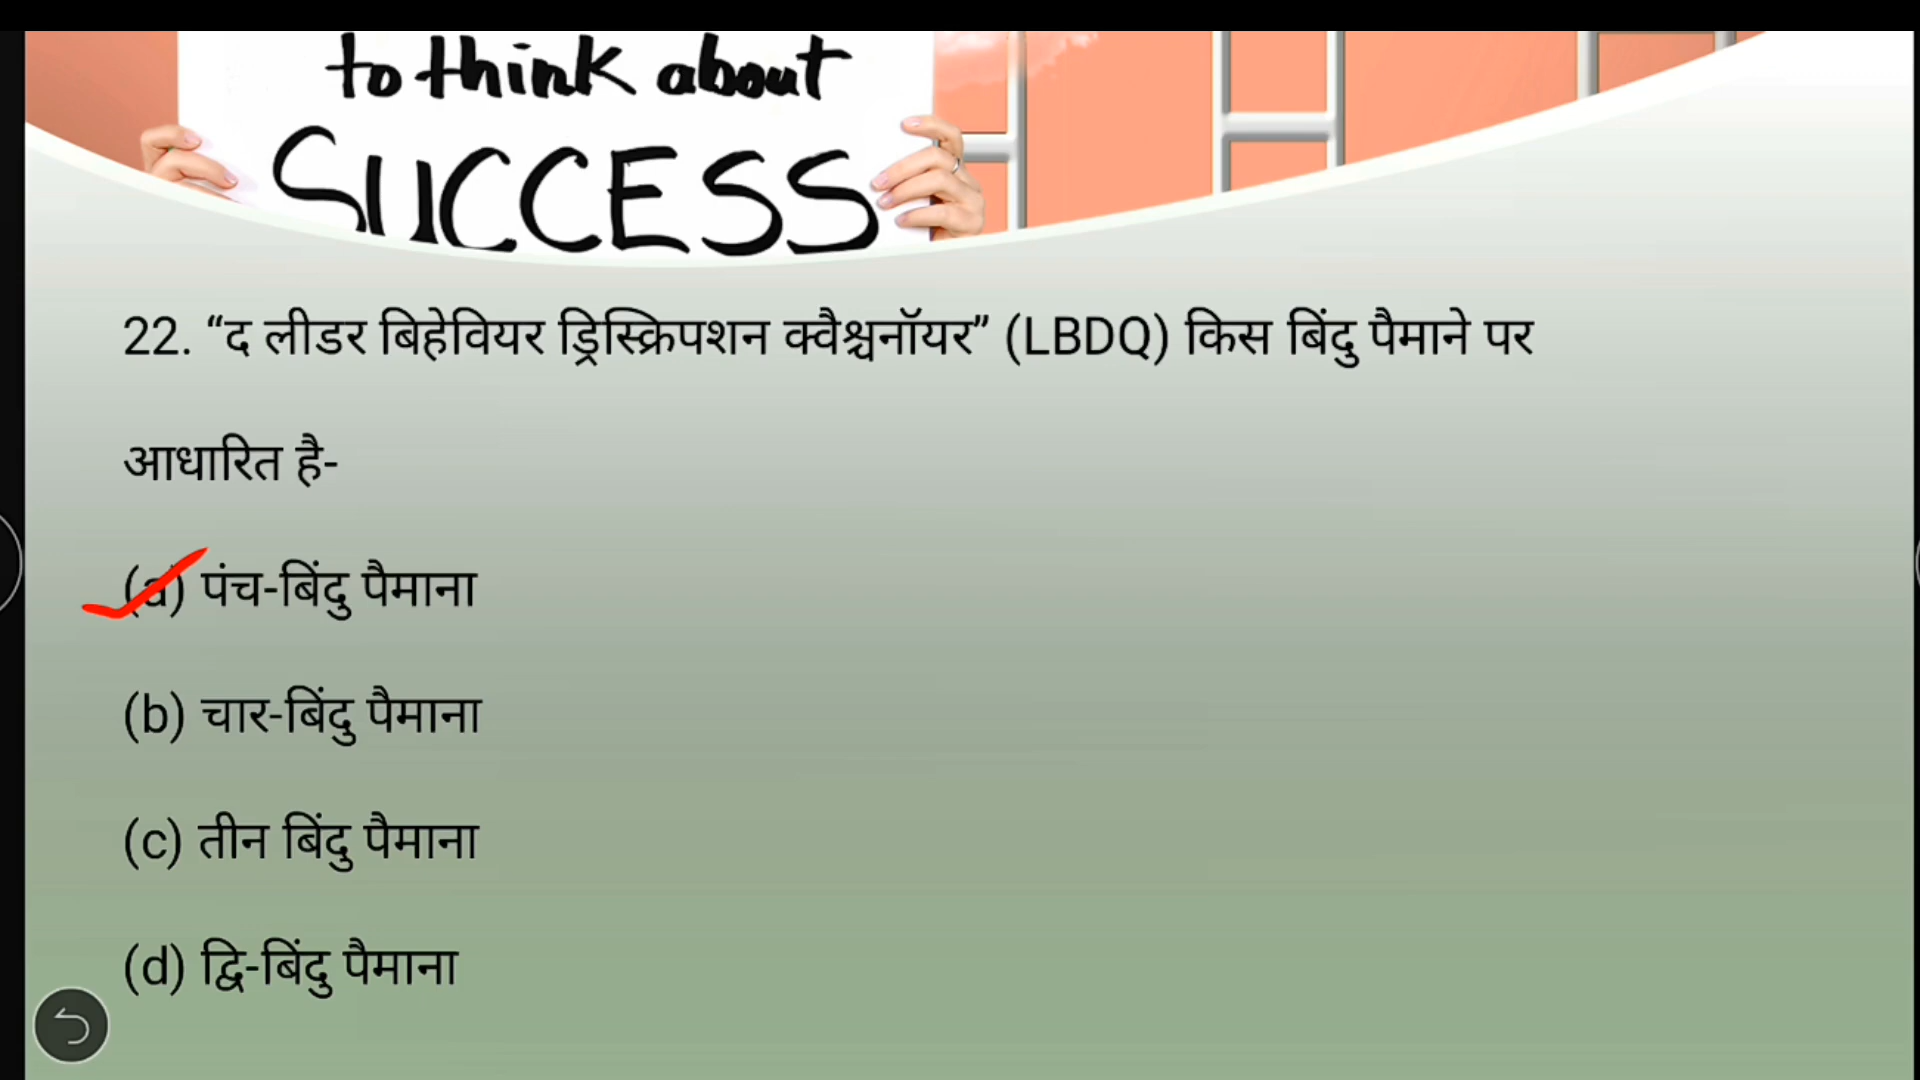 to think about
SUCCESS
22. “द लीडर बिहेवियर ड्रिस्क्रिपशन क्वैश्चनॉयर” (LBDQ) किस बिंदु पैमाने पर
आधारित है-
(a) पंच-बिंदु पैमाना
(b) चार-बिंदु पैमाना
(c) तीन बिंदु पैमाना
(d) द्वि-बिंदु पैमाना